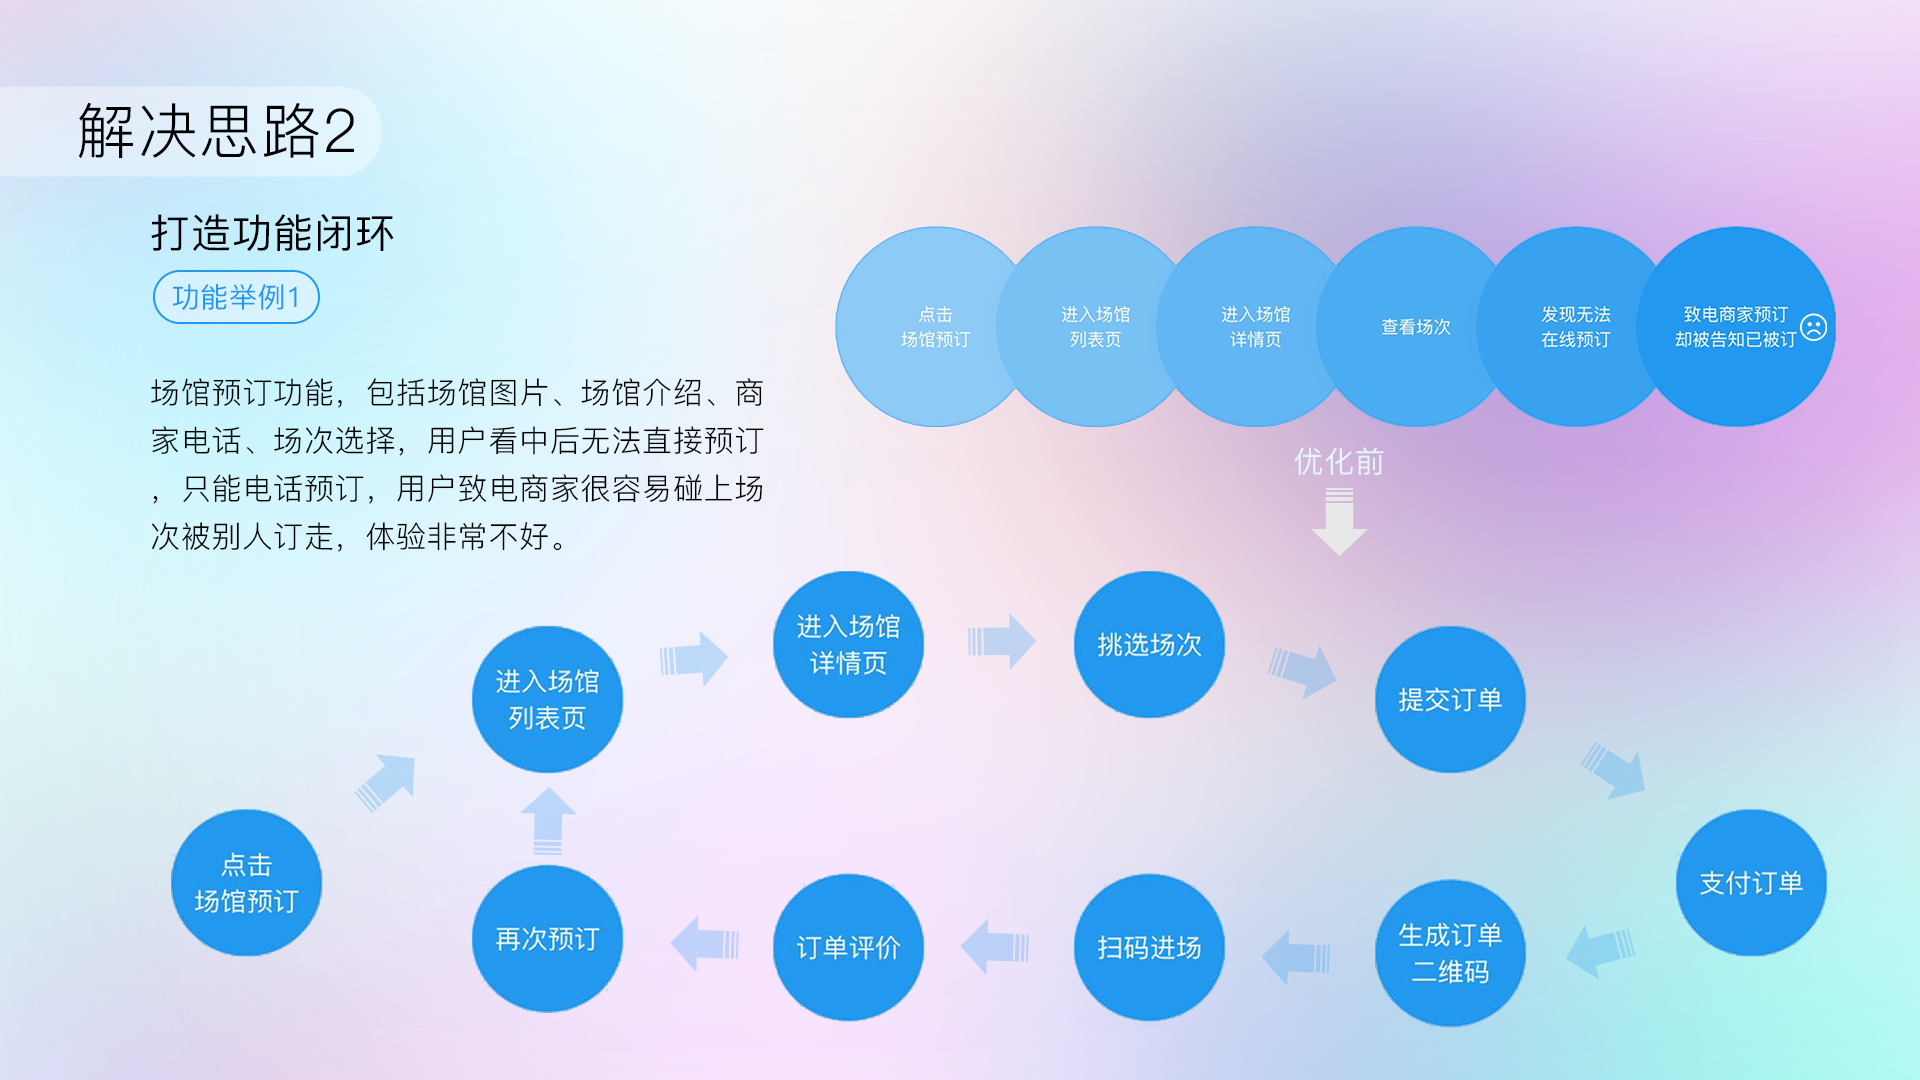 解决思路2
打造功能闭环
功能举例1
场馆预订功能，包括场馆图片、场馆介绍、商
家电话、场次选择，用户看中后无法直接预订
，只能电话预订，用户致电商家很容易碰上场
次被别人订走，体验非常不好。
点击
场馆预订
进入场馆
列表页
进入场馆
详情页
查看场次
发现无法
在线预订
致电商家预订
却被告知已被订
优化前
点击
场馆预订
进入场馆
列表页
进入场馆
详情页
挑选场次
提交订单
支付订单
生成订单
二维码
扫码进场
订单评价
再次预订